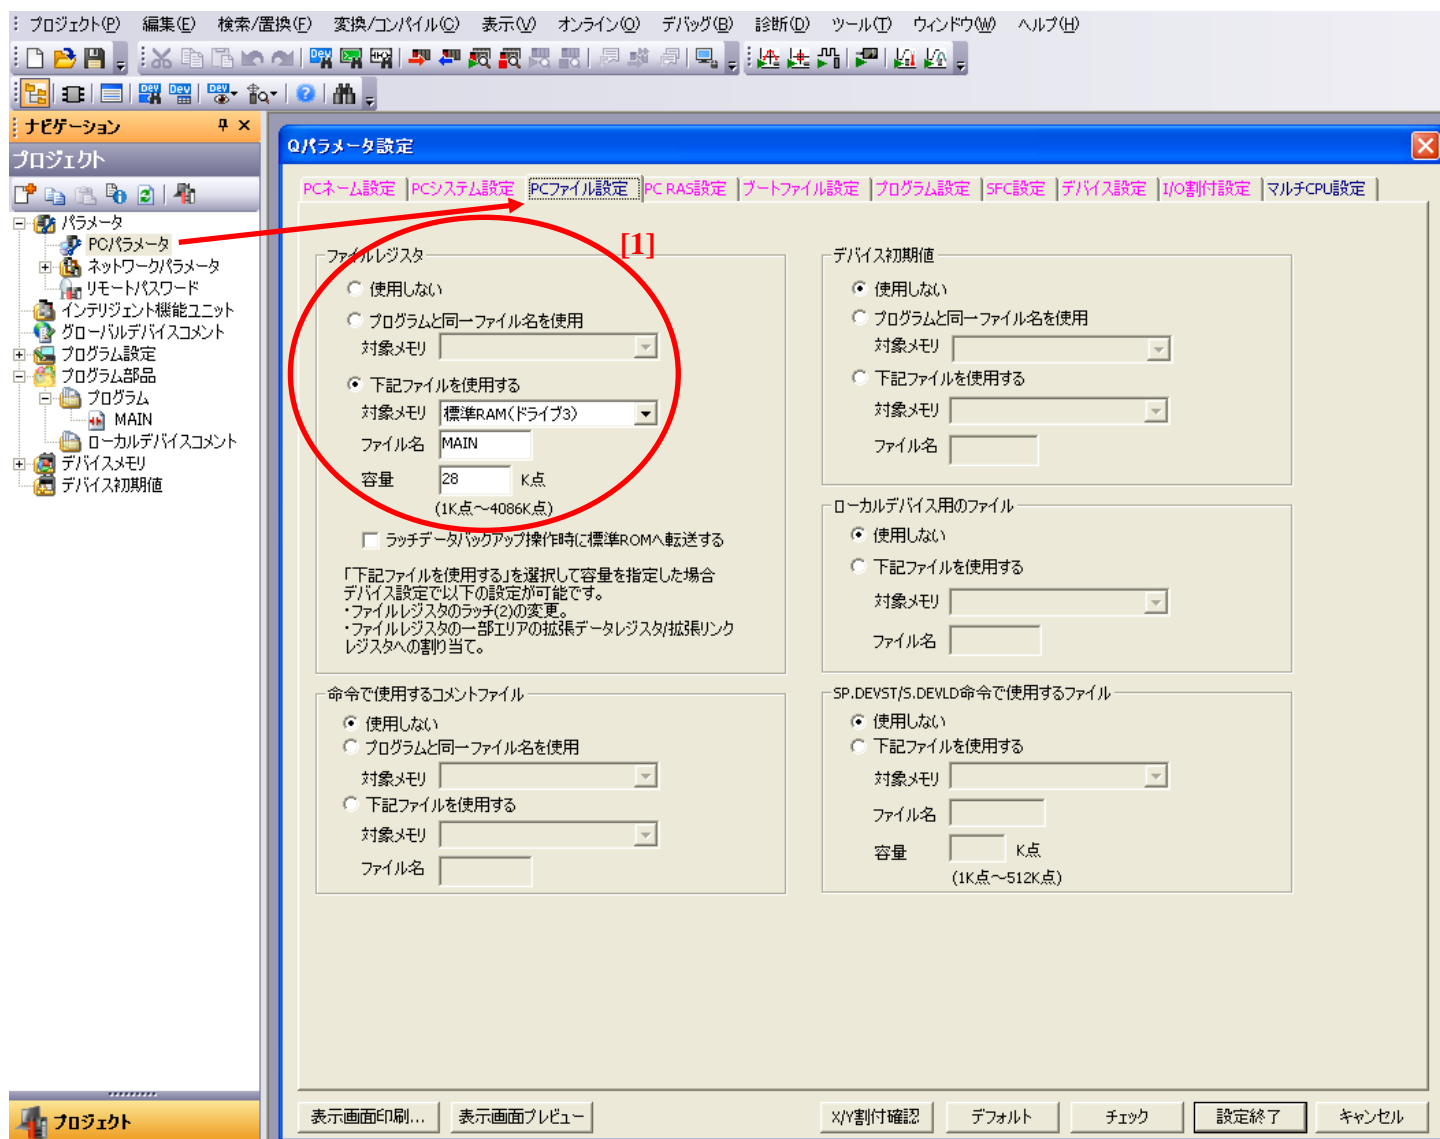 プロジェクト(P) 編集(E) 検索/置換(F) 変換/コンパイル(C) 表示(V) オンライン(O) デバッグ(B) 診断(D) ツール(T) ウィンドウ(W) ヘルプ(H)
ナビゲーション
プロジェクト
パラメータ
PCパラメータ
ネットワークパラメータ
リモートパスワード
インテリジェント機能ユニット
グローバルデバイスコメント
プログラム設定
プログラム部品
プログラム
MAIN
ローカルデバイスコメント
デバイスメモリ
デバイス初期値
プロジェクト
Qパラメータ設定
PCネーム設定 PCシステム設定 PCファイル設定 PC RAS設定 ブートファイル設定 プログラム設定 SFC設定 デバイス設定 I/O割付設定 マルチCPU設定
[1]
ファイルレジスタ
使用しない
プログラムと同一ファイル名を使用
対象メモリ
下記ファイルを使用する
対象メモリ 標準RAM(ドライブ3)
ファイル名 MAIN
容量 28 K点
(1K点～4086K点)
ラッチデータバックアップ操作時に標準ROMへ転送する
「下記ファイルを使用する」を選択して容量を指定した場合
デバイス設定で以下の設定が可能です。
・ファイルレジスタのラッチ(2)の変更。
・ファイルレジスタの一部エリアの拡張データレジスタ/拡張リンク
レジスタへの割り当て。
命令で使用するコメントファイル
使用しない
プログラムと同一ファイル名を使用
対象メモリ
下記ファイルを使用する
対象メモリ
ファイル名
デバイス初期値
使用しない
プログラムと同一ファイル名を使用
対象メモリ
下記ファイルを使用する
対象メモリ
ファイル名
ローカルデバイス用のファイル
使用しない
下記ファイルを使用する
対象メモリ
ファイル名
SP.DEVST/S.DEVLD命令で使用するファイル
使用しない
下記ファイルを使用する
対象メモリ
ファイル名
容量 K点
(1K点～512K点)
表示画面印刷... 表示画面プレビュー X/Y割付確認 デフォルト チェック 設定終了 キャンセル